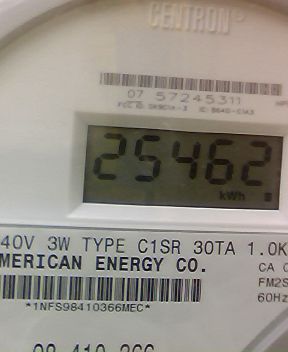 CENTRON
07 57245311
25462
kWh
40V 3W TYPE C1SR 30TA 1.0K
MERICAN ENERGY CO.
CA 0
FM2S
60Hz
*1NFS98410366MEC*